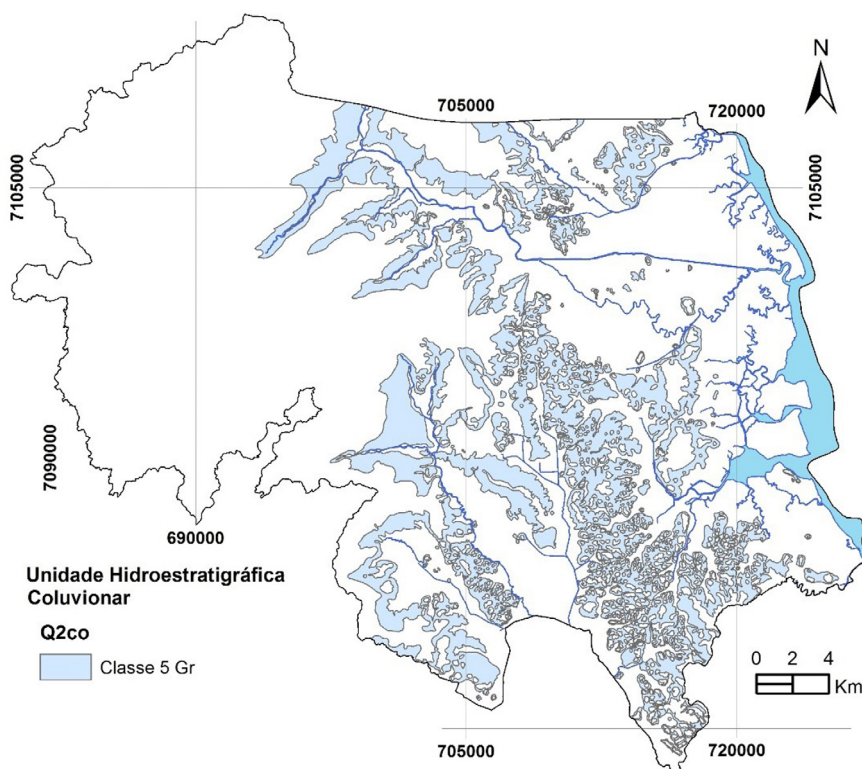 N
705000
720000
7105000
7105000
7090000
690000
Unidade Hidroestratigráfica
Coluvionar
Q2co
Classe 5 Gr
0 2 4
Km
705000
720000